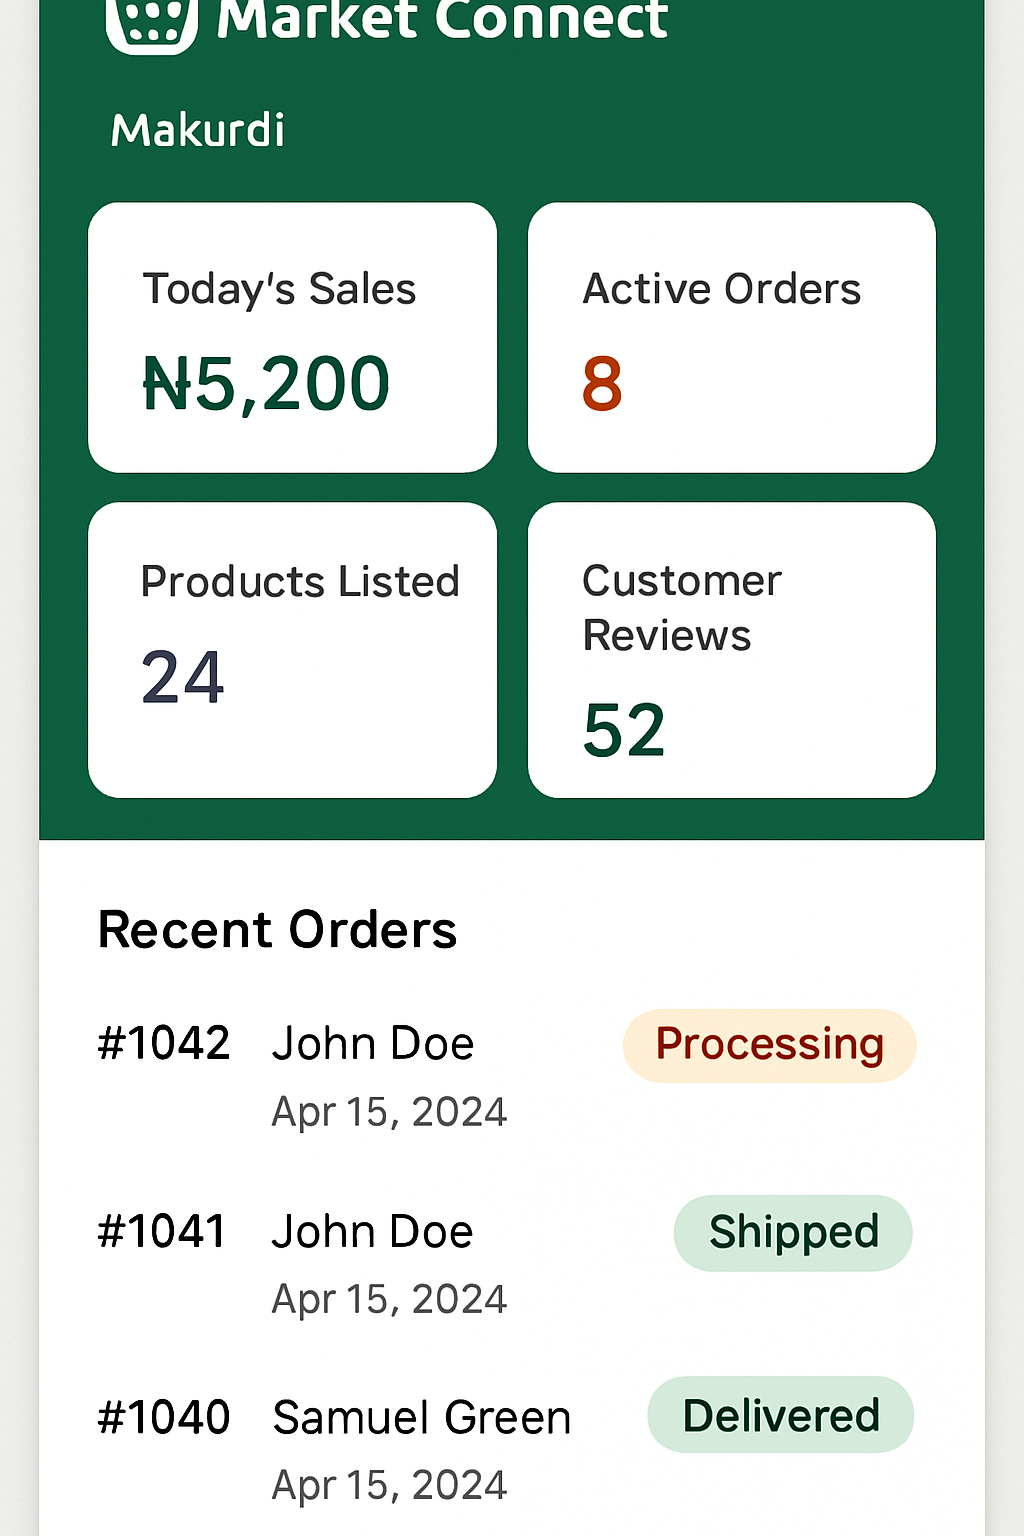 Market Connect
Makurdi
Today's Sales
₦5,200
Active Orders
8
Products Listed
24
Customer
Reviews
52
Recent Orders
#1042 John Doe Processing
Apr 15, 2024
#1041 John Doe Shipped
Apr 15, 2024
#1040 Samuel Green Delivered
Apr 15, 2024